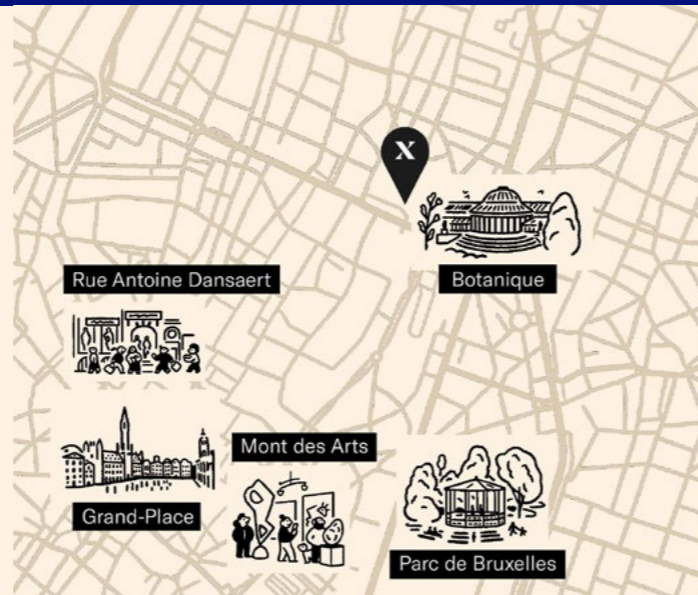 X
Botanique
Rue Antoine Dansaert
Mont des Arts
Grand-Place
Parc de Bruxelles